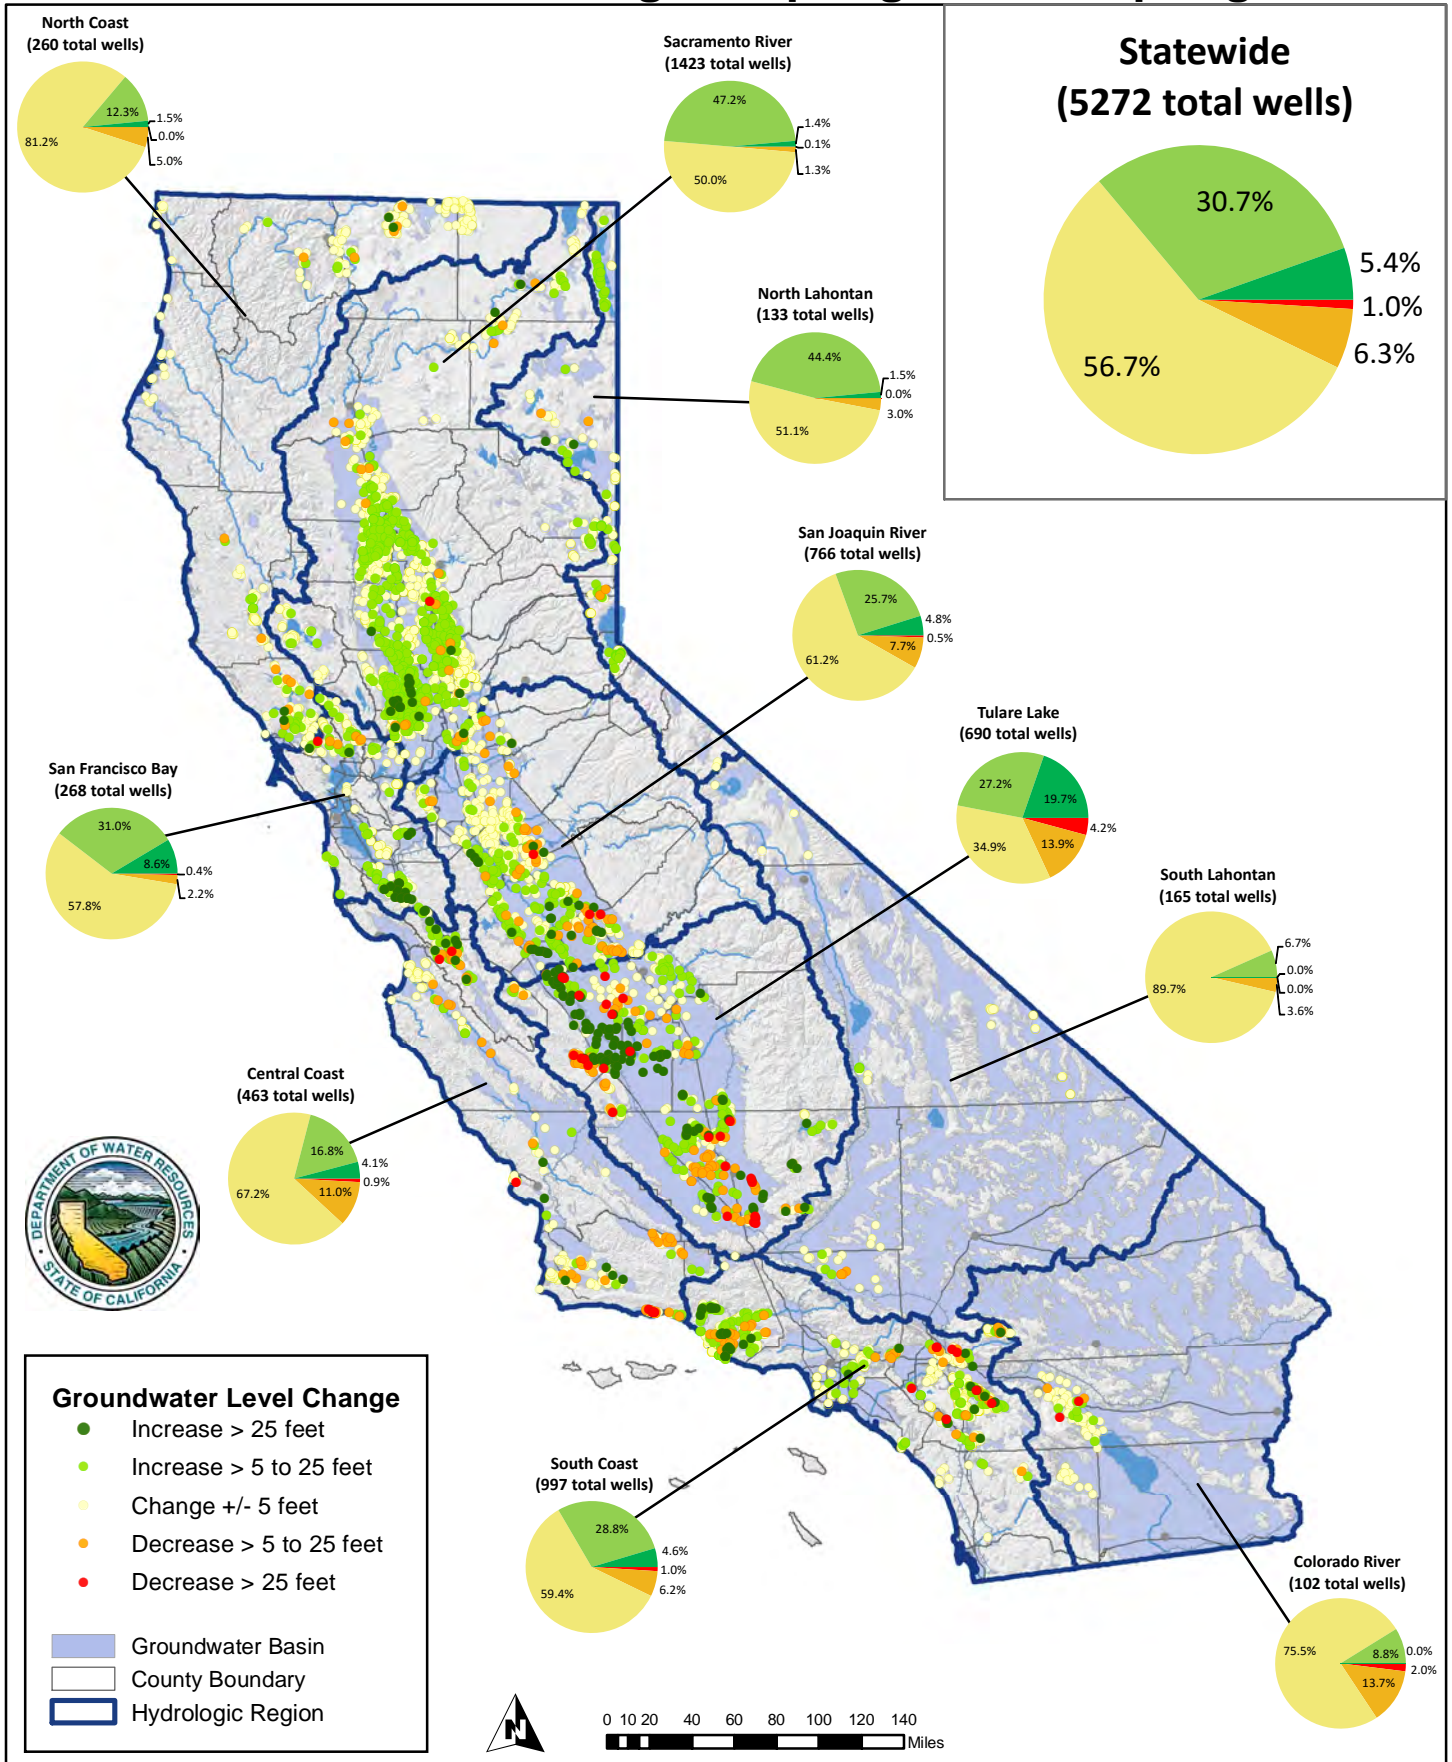 North Coast
(260 total wells)
12.3%
1.5%
0.0%
5.0%
81.2%
Sacramento River
(1423 total wells)
47.2%
1.4%
0.1%
1.3%
50.0%
Statewide
(5272 total wells)
30.7%
5.4%
1.0%
6.3%
56.7%
North Lahontan
(133 total wells)
44.4%
1.5%
0.0%
3.0%
51.1%
San Joaquin River
(766 total wells)
25.7%
4.8%
0.5%
7.7%
61.2%
Tulare Lake
(690 total wells)
27.2%
19.7%
4.2%
13.9%
34.9%
San Francisco Bay
(268 total wells)
31.0%
8.6%
0.4%
2.2%
57.8%
South Lahontan
(165 total wells)
6.7%
0.0%
0.0%
3.6%
89.7%
Central Coast
(463 total wells)
16.8%
4.1%
0.9%
11.0%
67.2%
DEPARTMENT OF WATER RESOURCES
STATE OF CALIFORNIA
Groundwater Level Change
Increase > 25 feet
Increase > 5 to 25 feet
Change +/- 5 feet
Decrease > 5 to 25 feet
Decrease > 25 feet
Groundwater Basin
County Boundary
Hydrologic Region
South Coast
(997 total wells)
28.8%
4.6%
1.0%
6.2%
59.4%
Colorado River
(102 total wells)
75.5%
8.8%
0.0%
2.0%
13.7%
N
0 10 20 40 60 80 100 120 140
Miles